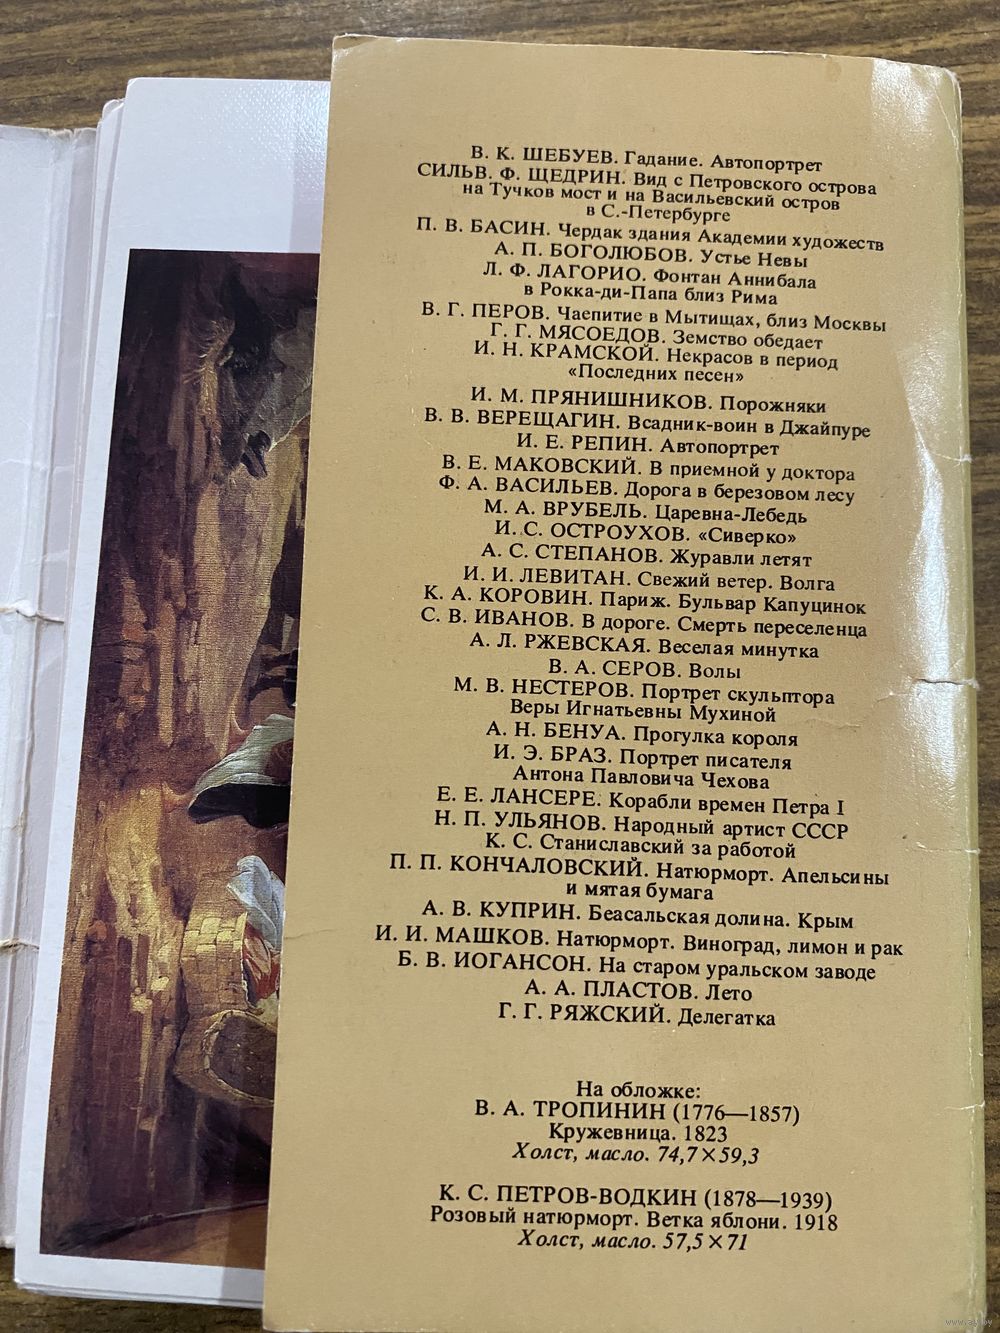 В. К. ШЕБУЕВ. Гадание. Автопортрет
СИЛЬВ. Ф. ЩЕДРИН. Вид с Петровского острова
на Тучков мост и на Васильевский остров
в С.-Петербурге
П. В. БАСИН. Чердак здания Академии художеств
А. П. БОГОЛЮБОВ. Устье Невы
Л. Ф. ЛАГОРИО. Фонтан Аннибала
в Рокка-ди-Папа близ Рима
В. Г. ПЕРОВ. Чаепитие в Мытищах, близ Москвы
Г. Г. МЯСОЕДОВ. Земство обедает
И. Н. КРАМСКОЙ. Некрасов в период
«Последних песен»
И. М. ПРЯНИШНИКОВ. Порожняки
В. В. ВЕРЕЩАГИН. Всадник-воин в Джайпуре
И. Е. РЕПИН. Автопортрет
В. Е. МАКОВСКИЙ. В приемной у доктора
Ф. А. ВАСИЛЬЕВ. Дорога в березовом лесу
М. А. ВРУБЕЛЬ. Царевна-Лебедь
И. С. ОСТРОУХОВ. «Сиверко»
А. С. СТЕПАНОВ. Журавли летят
И. И. ЛЕВИТАН. Свежий ветер. Волга
К. А. КОРОВИН. Париж. Бульвар Капуцинок
С. В. ИВАНОВ. В дороге. Смерть переселенца
А. Л. РЖЕВСКАЯ. Веселая минутка
В. А. СЕРОВ. Волы
М. В. НЕСТЕРОВ. Портрет скульптора
Веры Игнатьевны Мухиной
А. Н. БЕНУА. Прогулка короля
И. Э. БРАЗ. Портрет писателя
Антона Павловича Чехова
Е. Е. ЛАНСЕРЕ. Корабли времен Петра I
Н. П. УЛЬЯНОВ. Народный артист СССР
К. С. Станиславский за работой
П. П. КОНЧАЛОВСКИЙ. Натюрморт. Апельсины
и мятая бумага
А. В. КУПРИН. Беасальская долина. Крым
И. И. МАШКОВ. Натюрморт. Виноград, лимон и рак
Б. В. ИОГАНСОН. На старом уральском заводе
А. А. ПЛАСТОВ. Лето
Г. Г. РЯЖСКИЙ. Делегатка
На обложке:
В. А. ТРОПИНИН (1776—1857)
Кружевница. 1823
Холст, масло. 74,7×59,3
К. С. ПЕТРОВ-ВОДКИН (1878—1939)
Розовый натюрморт. Ветка яблони. 1918
Холст, масло. 57,5×71
www.ay.by